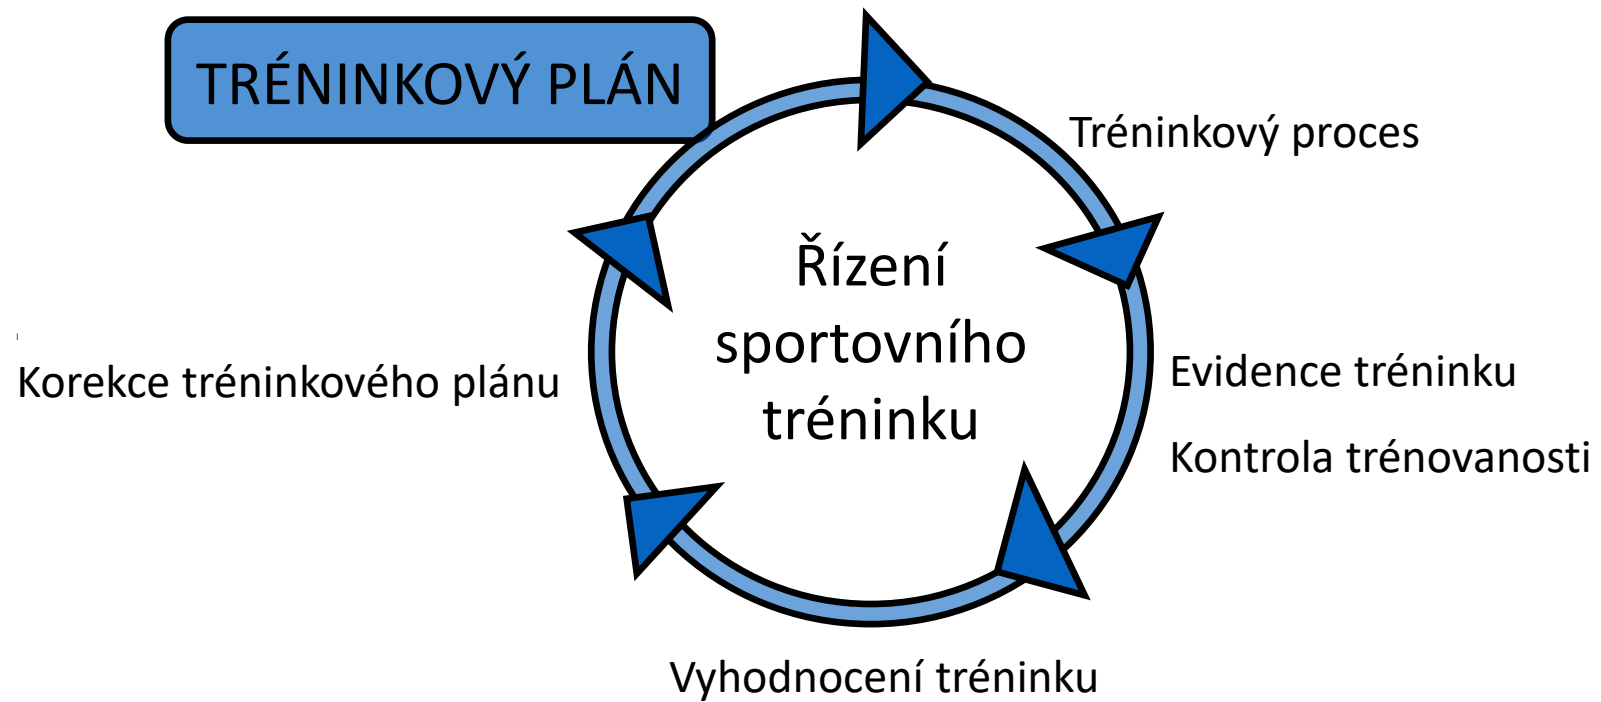 TRÉNINKOVÝ PLÁN
Tréninkový proces
Řízení
sportovního
tréninku
Evidence tréninku
Korekce tréninkového plánu
Kontrola trénovanosti
Vyhodnocení tréninku